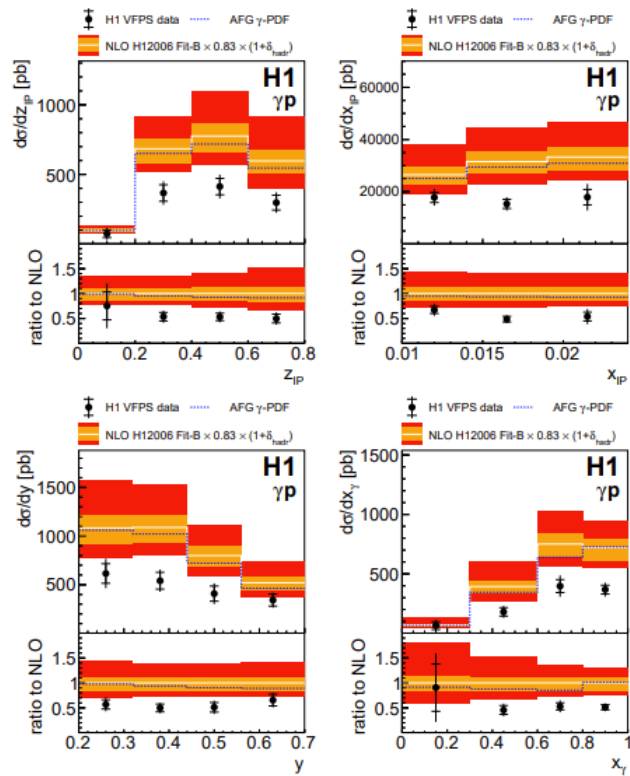 H1 VFPS data AFG γ-PDF
NLO H12006 Fit-B × 0.83 × (1+δhadr)
H1
γp
dσ/dz_IP [pb]
1000
500
ratio to NLO
1.5
1
0.5
0 0.2 0.4 0.6 0.8
z_IP
H1 VFPS data AFG γ-PDF
NLO H12006 Fit-B × 0.83 × (1+δhadr)
H1
γp
dσ/dx_IP [pb]
60000
40000
20000
ratio to NLO
1.5
1
0.5
0.01 0.015 0.02
x_IP
H1 VFPS data AFG γ-PDF
NLO H12006 Fit-B × 0.83 × (1+δhadr)
H1
γp
dσ/dy [pb]
1500
1000
500
ratio to NLO
1.5
1
0.5
0.2 0.3 0.4 0.5 0.6 0.7
y
H1 VFPS data AFG γ-PDF
NLO H12006 Fit-B × 0.83 × (1+δhadr)
H1
γp
dσ/dx_γ [pb]
1500
1000
500
ratio to NLO
1.5
1
0.5
0 0.2 0.4 0.6 0.8 1
x_γ